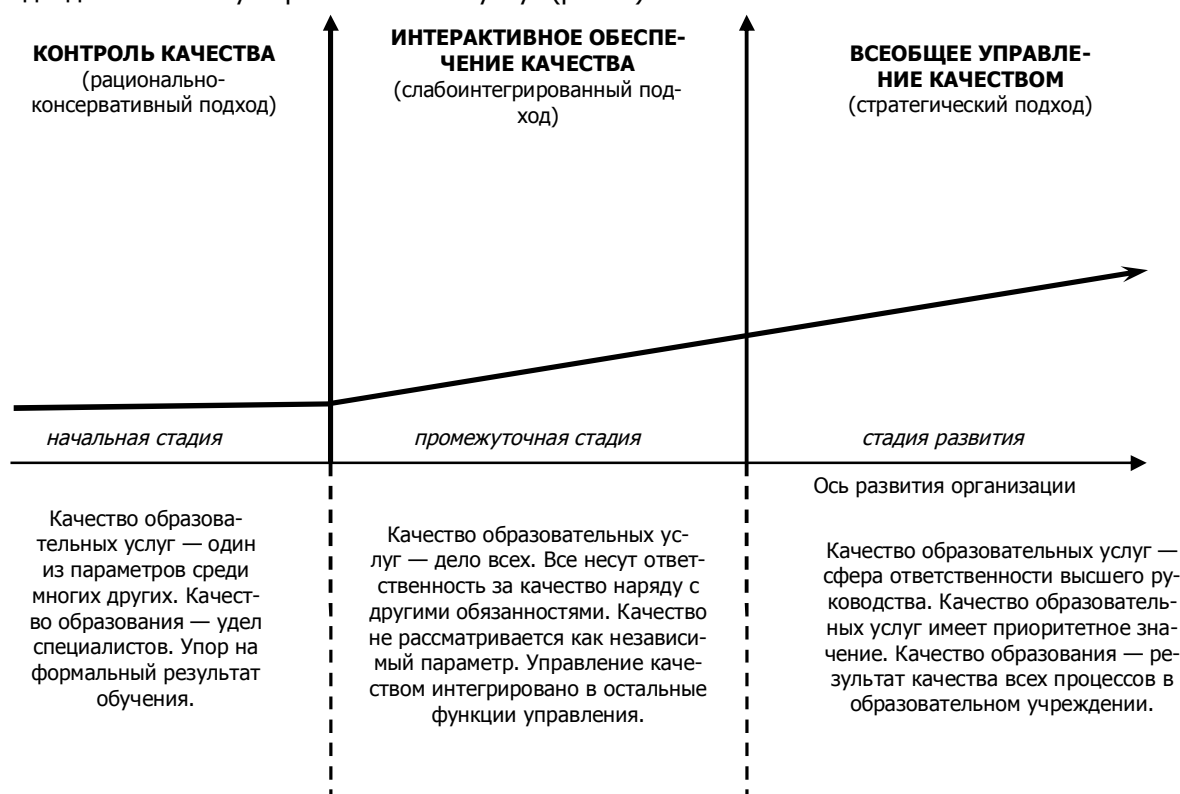 КОНТРОЛЬ КАЧЕСТВА
(рационально-
консервативный подход)
ИНТЕРАКТИВНОЕ ОБЕСПЕ-
ЧЕНИЕ КАЧЕСТВА
(слабоинтегрированный под-
ход)
ВСЕОБЩЕЕ УПРАВЛЕ-
НИЕ КАЧЕСТВОМ
(стратегический подход)
начальная стадия
промежуточная стадия
стадия развития
Ось развития организации
Качество образова-
тельных услуг — один
из параметров среди
многих других. Качест-
во образования — удел
специалистов. Упор на
формальный результат
обучения.
Качество образовательных ус-
луг — дело всех. Все несут ответ-
ственность за качество наряду с
другими обязанностями. Качество
не рассматривается как независи-
мый параметр. Управление каче-
ством интегрировано в остальные
функции управления.
Качество образовательных услуг —
сфера ответственности высшего ру-
ководства. Качество образователь-
ных услуг имеет приоритетное зна-
чение. Качество образования — ре-
зультат качества всех процессов в
образовательном учреждении.